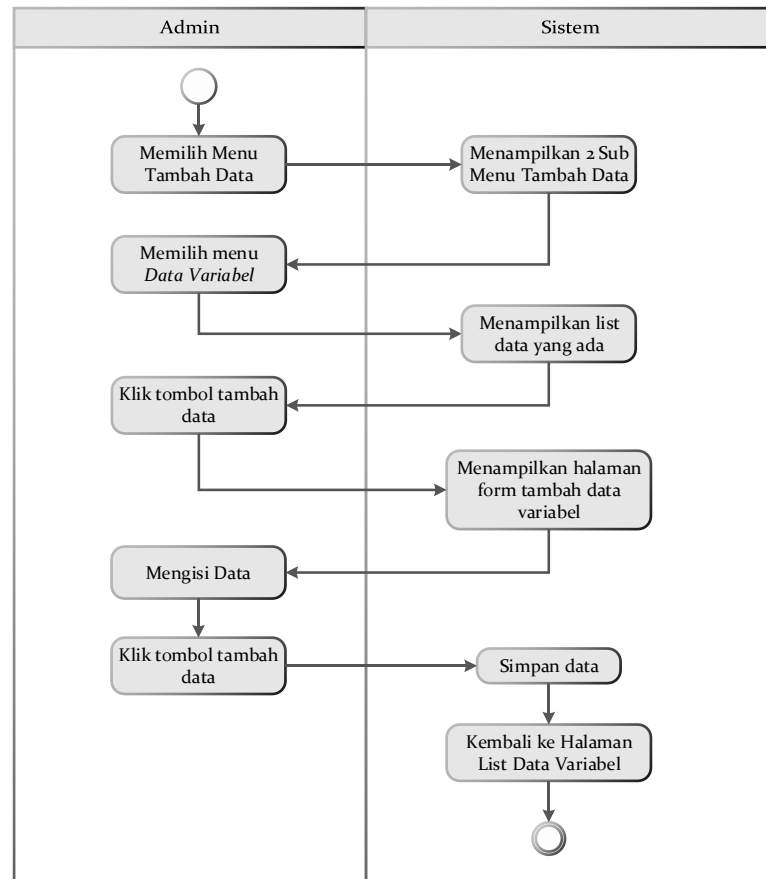 Admin
Sistem
Memilih Menu
Tambah Data
Menampilkan 2 Sub
Menu Tambah Data
Memilih menu
Data Variabel
Menampilkan list
data yang ada
Klik tombol tambah
data
Menampilkan halaman
form tambah data
variabel
Mengisi Data
Klik tombol tambah
data
Simpan data
Kembali ke Halaman
List Data Variabel